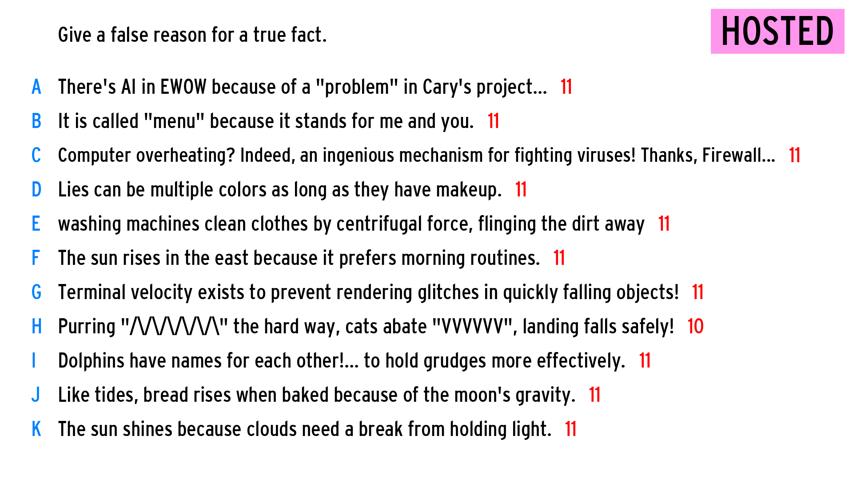 Give a false reason for a true fact.
HOSTED
A There's AI in EWOW because of a "problem" in Cary's project... 11
B It is called "menu" because it stands for me and you. 11
C Computer overheating? Indeed, an ingenious mechanism for fighting viruses! Thanks, Firewall... 11
D Lies can be multiple colors as long as they have makeup. 11
E washing machines clean clothes by centrifugal force, flinging the dirt away 11
F The sun rises in the east because it prefers morning routines. 11
G Terminal velocity exists to prevent rendering glitches in quickly falling objects! 11
H Purring "/\/\/\/\/\/\/\" the hard way, cats abate "VVVVVV", landing falls safely! 10
I Dolphins have names for each other!... to hold grudges more effectively. 11
J Like tides, bread rises when baked because of the moon's gravity. 11
K The sun shines because clouds need a break from holding light. 11